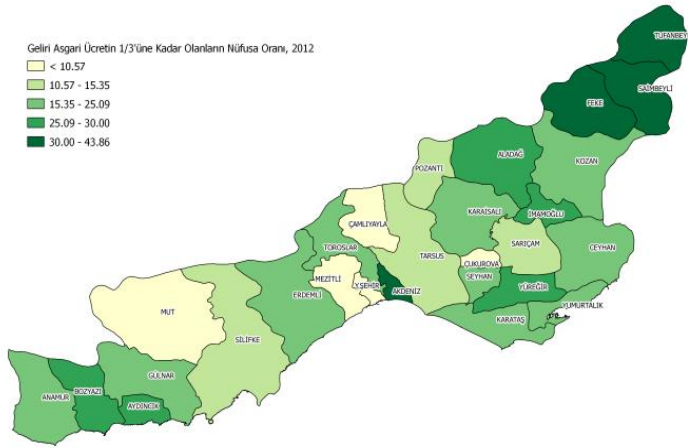 Geliri Asgari Ücretin 1/3'üne Kadar Olanların Nüfusa Oranı, 2012
< 10.57
10.57 - 15.35
15.35 - 25.09
25.09 - 30.00
30.00 - 43.86
TUFANBEY
SAİMBEYLİ
FEKE
KOZAN
ALADAĞ
POZANTI
KARAİSALI
İMAMOĞLU
ÇAMLIYAYLA
SARIÇAM
CEYHAN
TOROSLAR
TARSUS
ÇUKUROVA
SEYHAN
MEZİTLİ
Y.ŞEHİR
AKDENİZ
YÜREĞİR
ERDEMLİ
YUMURTALIK
MUT
KARATAŞ
SİLİFKE
GÜLNAR
BOZYAZI
ANAMUR
AYDINCIK